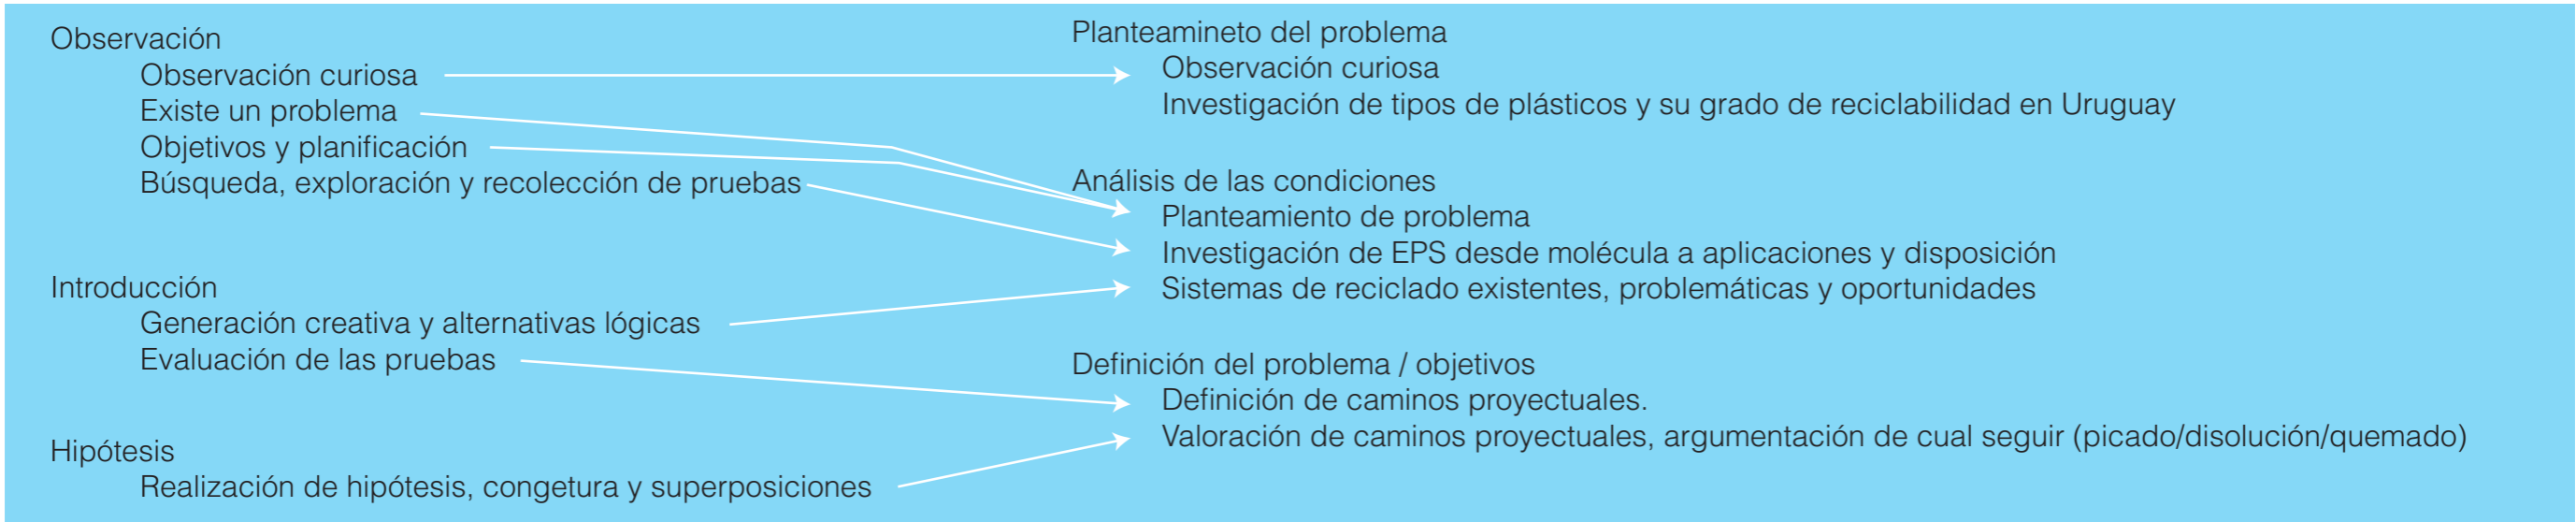 Observación
Observación curiosa
Existe un problema
Objetivos y planificación
Búsqueda, exploración y recolección de pruebas
Introducción
Generación creativa y alternativas lógicas
Evaluación de las pruebas
Hipótesis
Realización de hipótesis, congetura y superposiciones
Planteamineto del problema
Observación curiosa
Investigación de tipos de plásticos y su grado de reciclabilidad en Uruguay
Análisis de las condiciones
Planteamiento de problema
Investigación de EPS desde molécula a aplicaciones y disposición
Sistemas de reciclado existentes, problemáticas y oportunidades
Definición del problema / objetivos
Definición de caminos proyectuales.
Valoración de caminos proyectuales, argumentación de cual seguir (picado/disolución/quemado)